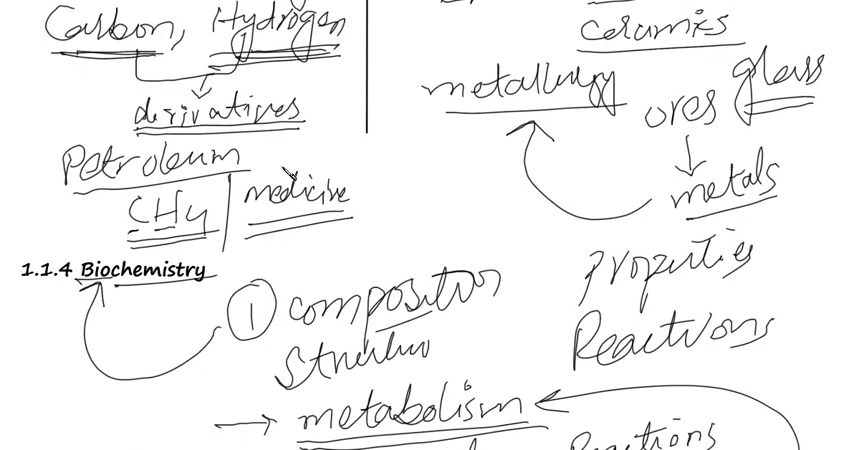 Carbon, Hydrogen
derivatives
Petroleum
CH4 medicine
ceramics
metallurgy ores glass
metals
1.1.4 Biochemistry
1 composition
Properties
Reactions
metabolism
Reactions